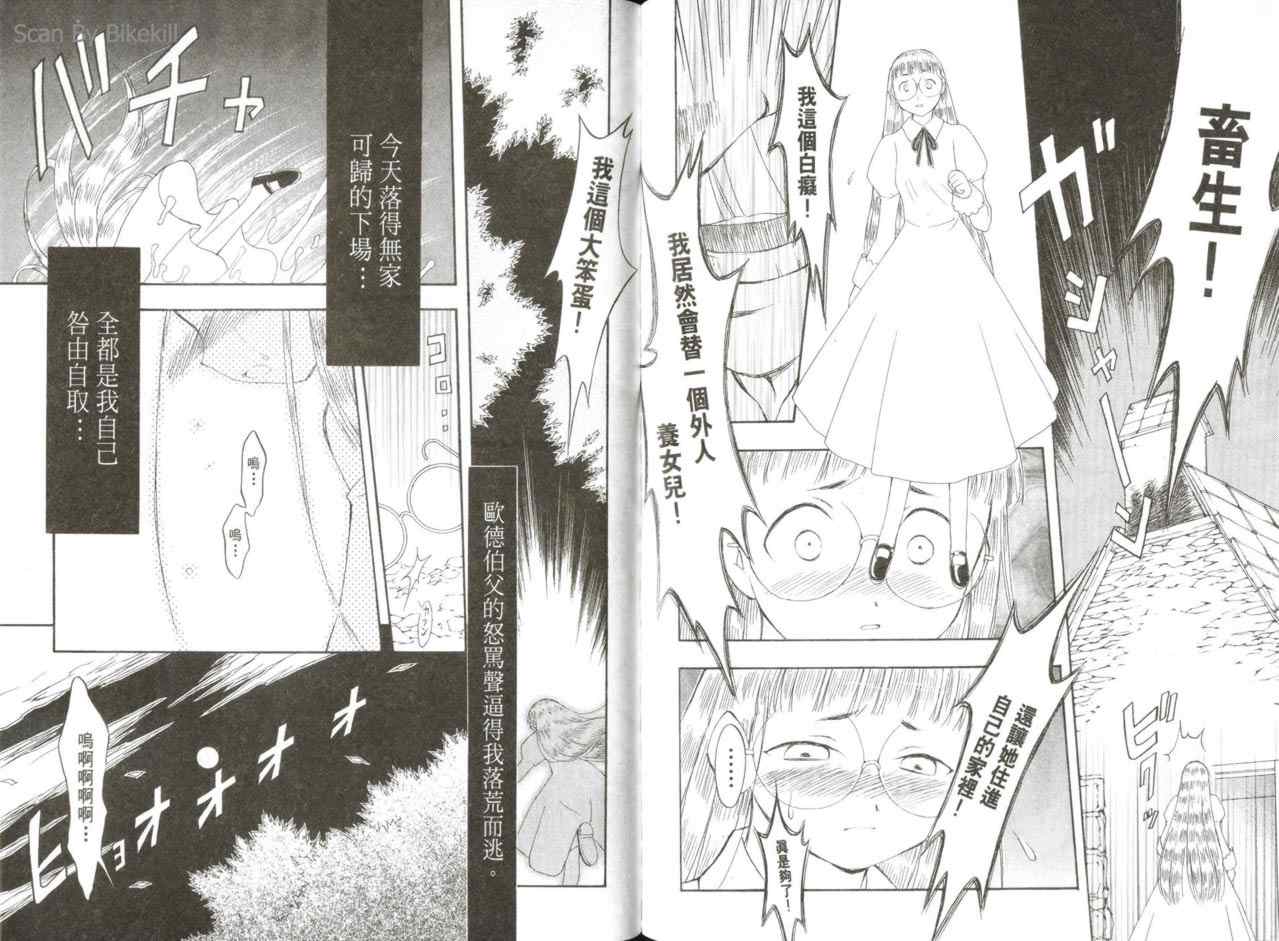 畜生！
ガシャン
ビクッ
我這個白癡！
我居然會替一個外人
養女兒！
還讓她住進
自己的家裡！
……
真是夠了！
我這個大笨蛋！
歐德伯父的怒罵聲逼得我落荒而逃。
バチャ
今天落得無家
可歸的下場…
コロ…
カシ
全都是我自己
咎由自取…
嗚…
嗚…
ヒョオオオオ
嗚啊啊啊啊…
Scan By Bikekill